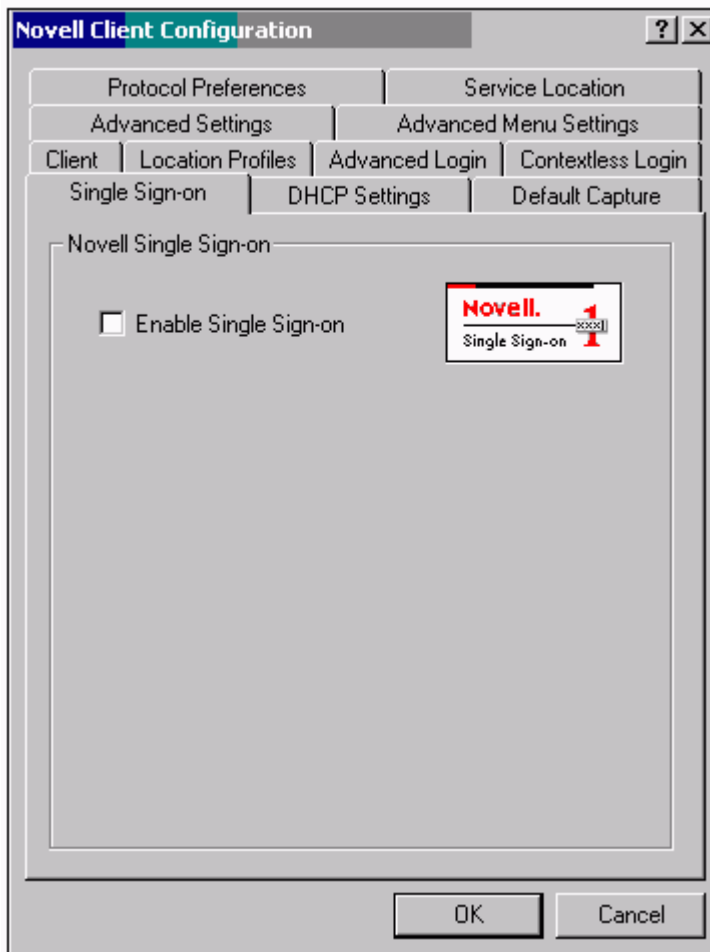 Novell Client Configuration
Protocol Preferences Service Location
Advanced Settings Advanced Menu Settings
Client Location Profiles Advanced Login Contextless Login
Single Sign-on DHCP Settings Default Capture
Novell Single Sign-on
Enable Single Sign-on
Novell.
Single Sign-on
1
xxx|
OK Cancel